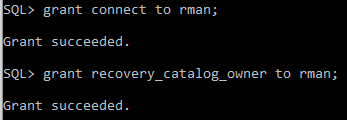 SQL> grant connect to rman;
Grant succeeded.
SQL> grant recovery_catalog_owner to rman;
Grant succeeded.